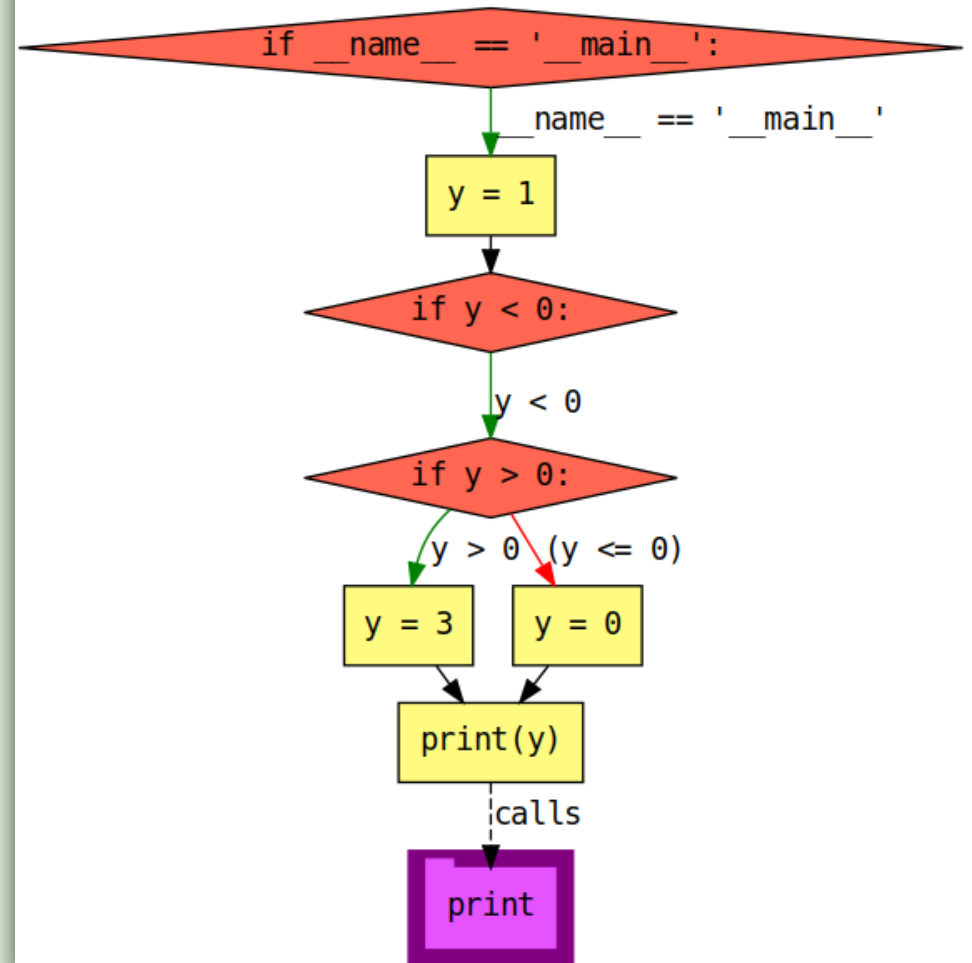 if __name__ == '__main__':
__name__ == '__main__'
y = 1
if y < 0:
y < 0
if y > 0:
y > 0 (y <= 0)
y = 3 y = 0
print(y)
calls
print